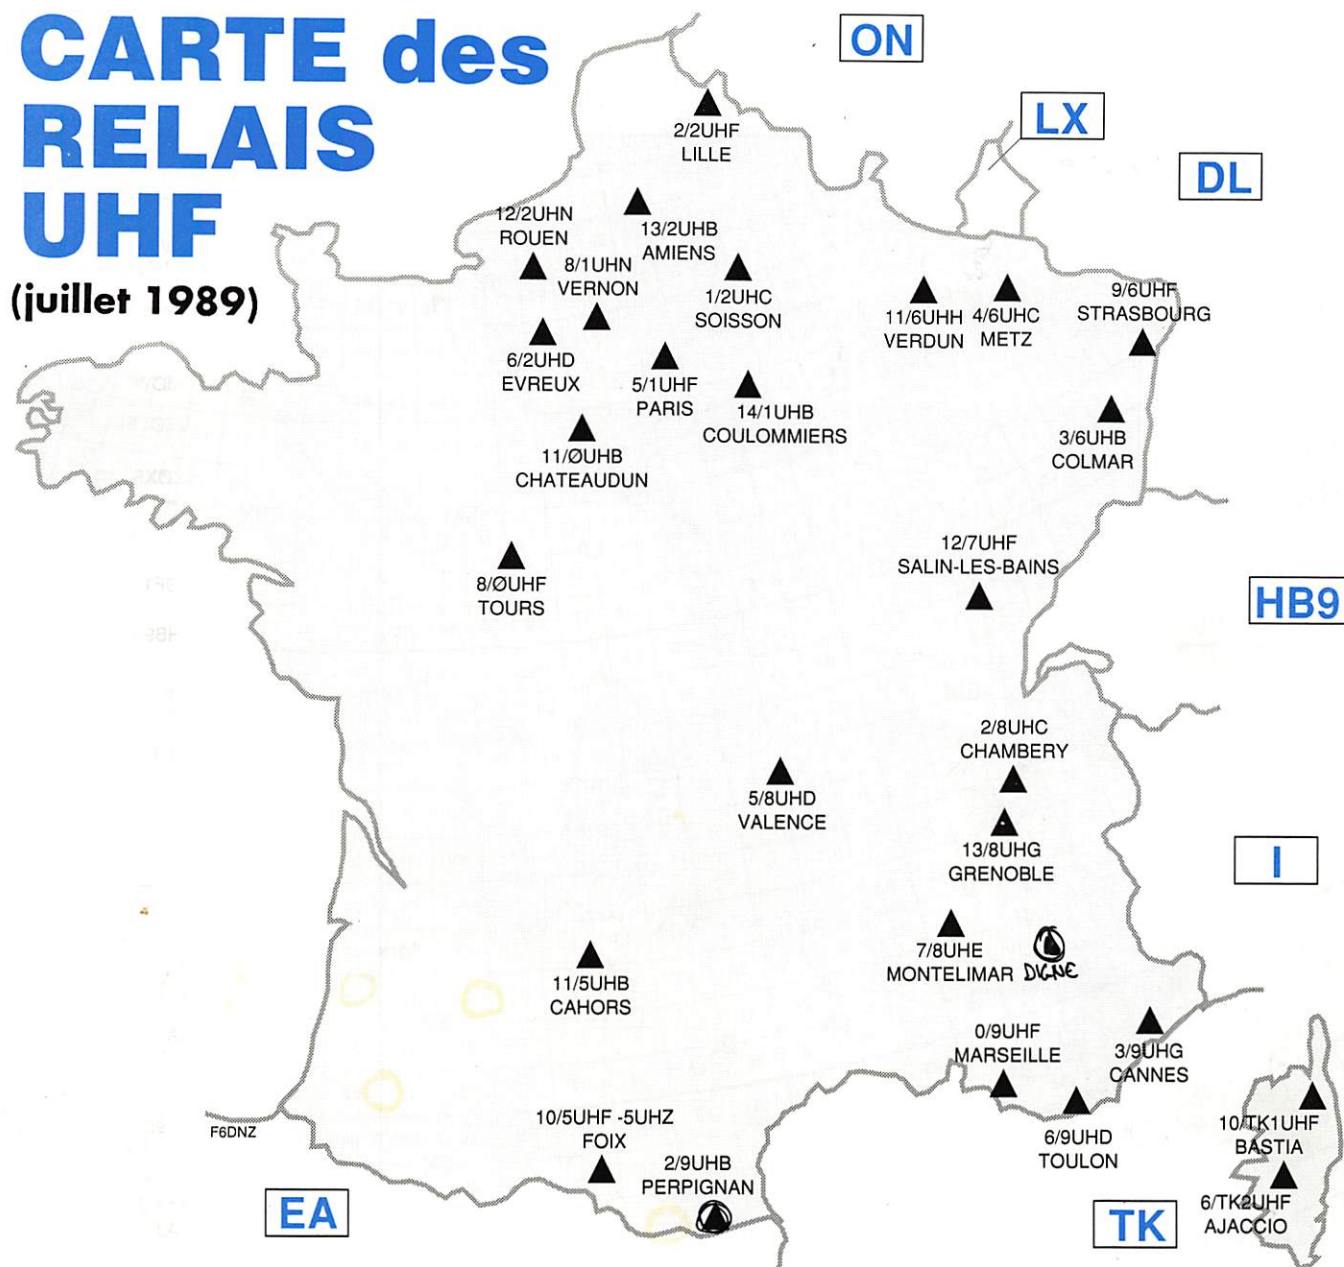 CARTE des
RELAIS
UHF
(juillet 1989)
ON
LX
DL
2/2UHF
LILLE
12/2UHN
ROUEN
13/2UHB
AMIENS
8/1UHN
VERNON
1/2UHC
SOISSON
11/6UHH
VERDUN
4/6UHC
METZ
9/6UHF
STRASBOURG
6/2UHD
EVREUX
5/1UHF
PARIS
14/1UHB
COULOMMIERS
3/6UHB
COLMAR
11/ØUHB
CHATEAUDUN
12/7UHF
SALIN-LES-BAINS
8/ØUHF
TOURS
HB9
2/8UHC
CHAMBERY
5/8UHD
VALENCE
13/8UHG
GRENOBLE
I
7/8UHE
MONTELIMAR
DIGNE
11/5UHB
CAHORS
0/9UHF
MARSEILLE
3/9UHG
CANNES
10/5UHF -5UHZ
FOIX
F6DNZ
2/9UHB
PERPIGNAN
6/9UHD
TOULON
10/TK1UHF
BASTIA
6/TK2UHF
AJACCIO
EA
TK